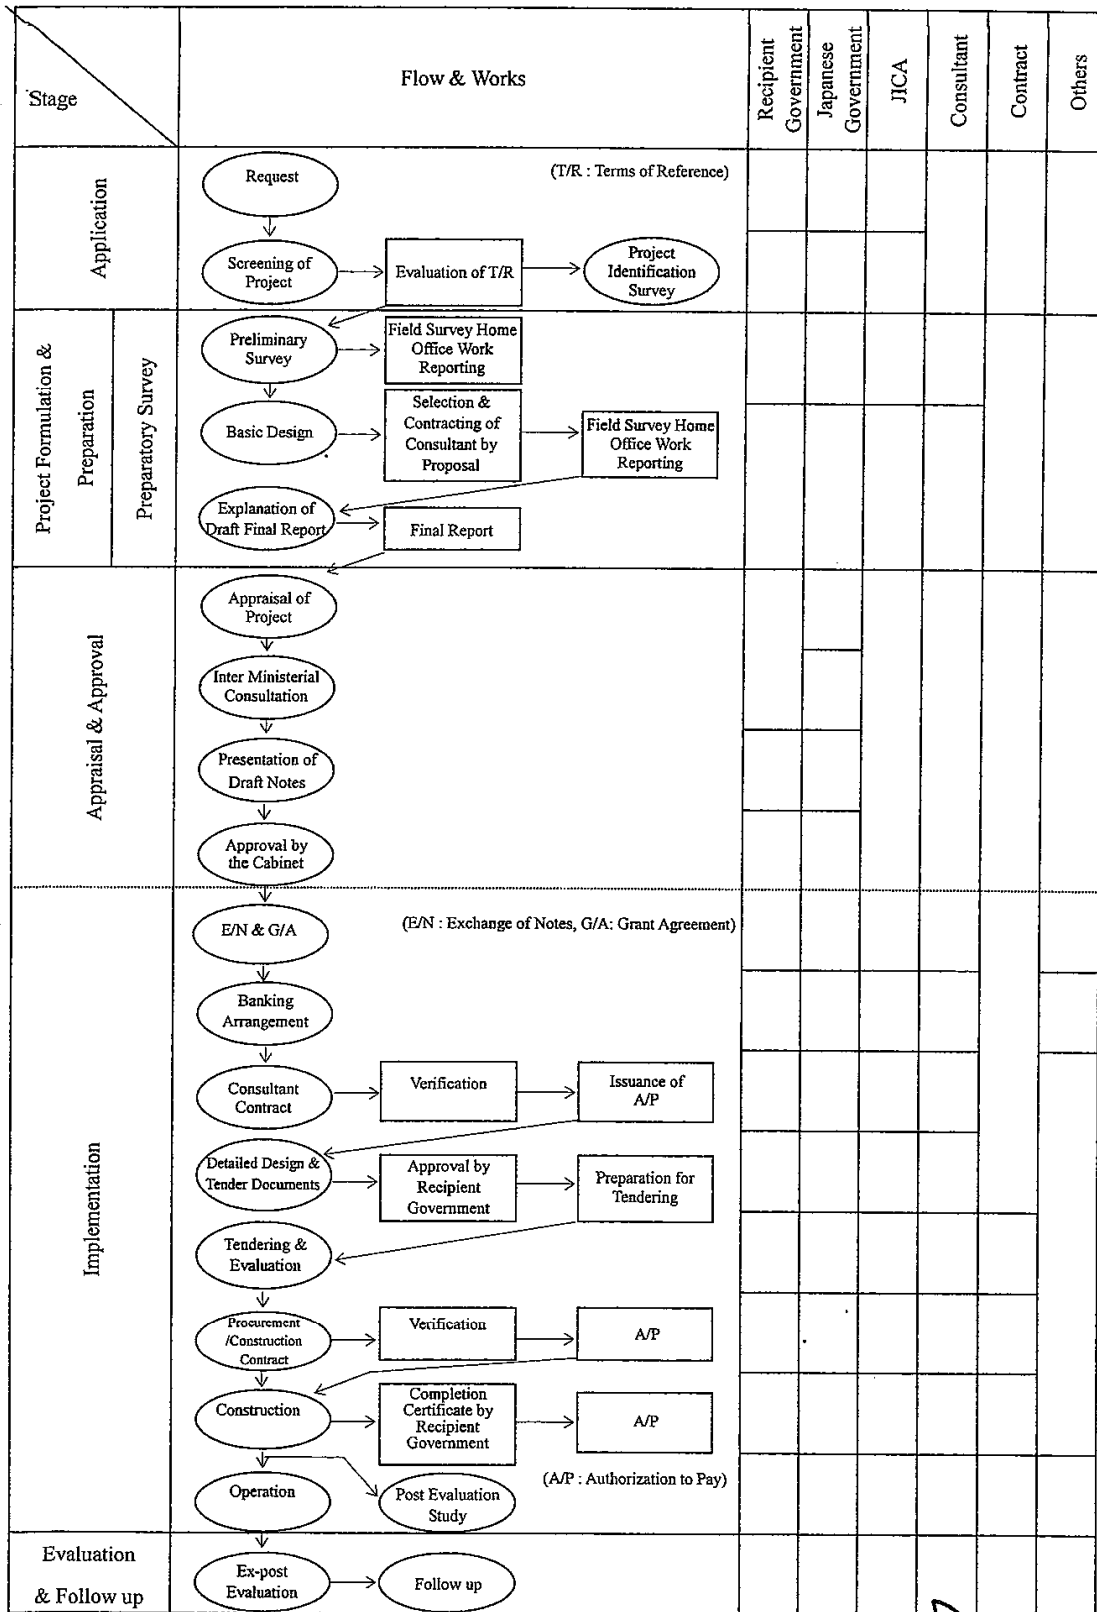 Stage
Flow & Works
Recipient
Government
Japanese
Government
JICA
Consultant
Contract
Others
Application
Request
(T/R : Terms of Reference)
Screening of
Project
Evaluation of T/R
Project
Identification
Survey
Project Formulation &
Preparation
Preparatory Survey
Preliminary
Survey
Field Survey Home
Office Work
Reporting
Basic Design
Selection &
Contracting of
Consultant by
Proposal
Field Survey Home
Office Work
Reporting
Explanation of
Draft Final Report
Final Report
Appraisal & Approval
Appraisal of
Project
Inter Ministerial
Consultation
Presentation of
Draft Notes
Approval by
the Cabinet
Implementation
E/N & G/A
(E/N : Exchange of Notes, G/A: Grant Agreement)
Banking
Arrangement
Consultant
Contract
Verification
Issuance of
A/P
Detailed Design &
Tender Documents
Approval by
Recipient
Government
Preparation for
Tendering
Tendering &
Evaluation
Procurement
/Construction
Contract
Verification
A/P
Construction
Completion
Certificate by
Recipient
Government
A/P
(A/P : Authorization to Pay)
Operation
Post Evaluation
Study
Evaluation
& Follow up
Ex-post
Evaluation
Follow up